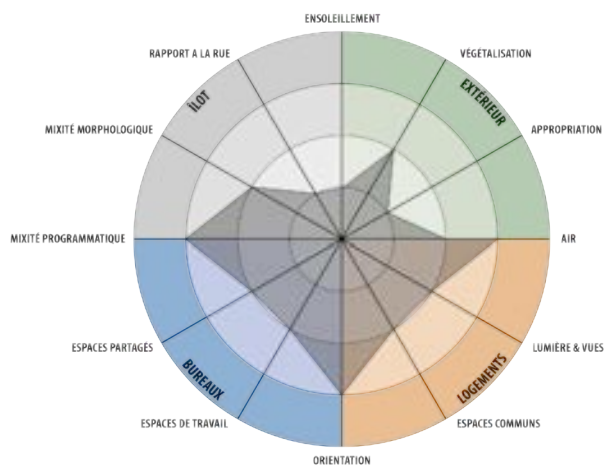 ENSOLEILLEMENT
RAPPORT A LA RUE
VÉGÉTALISATION
ÎLOT
EXTÉRIEUR
MIXITÉ MORPHOLOGIQUE
APPROPRIATION
MIXITÉ PROGRAMMATIQUE
AIR
ESPACES PARTAGÉS
LUMIÈRE & VUES
BUREAUX
LOGEMENTS
ESPACES DE TRAVAIL
ESPACES COMMUNS
ORIENTATION